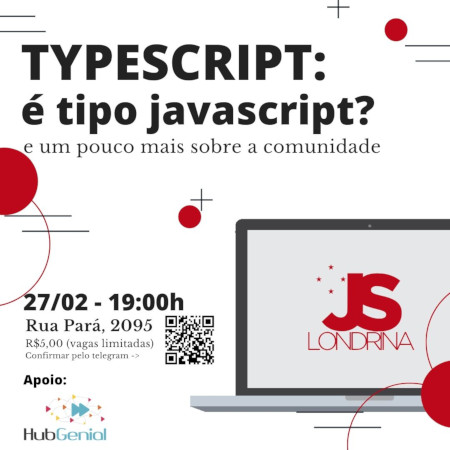 TYPESCRIPT:
é tipo javascript?
e um pouco mais sobre a comunidade
JS
LONDRINA
27/02 - 19:00h
Rua Pará, 2095
R$5,00 (vagas limitadas)
Confirmar pelo telegram ->
Apoio:
HubGenial